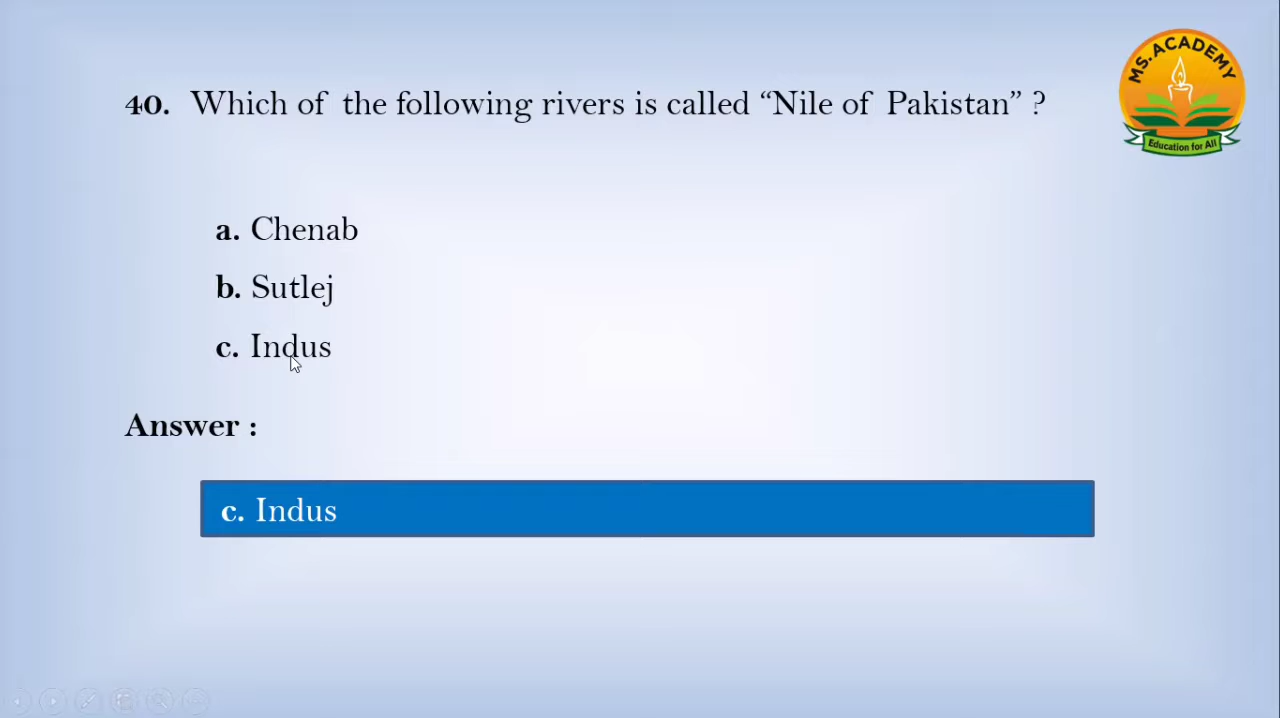 MS.ACADEMY
Education for All
40. Which of the following rivers is called “Nile of Pakistan” ?
a. Chenab
b. Sutlej
c. Indus
Answer :
c. Indus